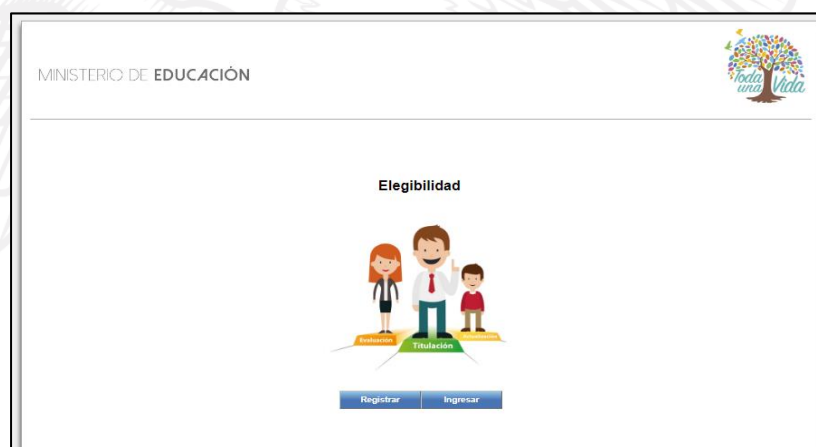 MINISTERIO DE EDUCACIÓN
Toda
una Vida
Elegibilidad
Evaluación
Titulación
Registrar Ingresar